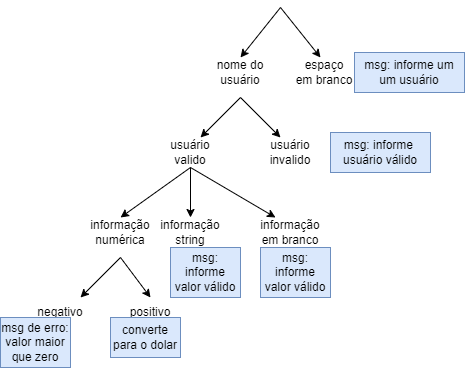 nome do
usuário
espaço
em branco
msg: informe um
um usuário
usuário
valido
usuário
invalido
msg: informe
usuário válido
informação
numérica
informação
string
informação
em branco
msg:
informe
valor válido
msg:
informe
valor válido
negativo
positivo
msg de erro:
valor maior
que zero
converte
para o dolar